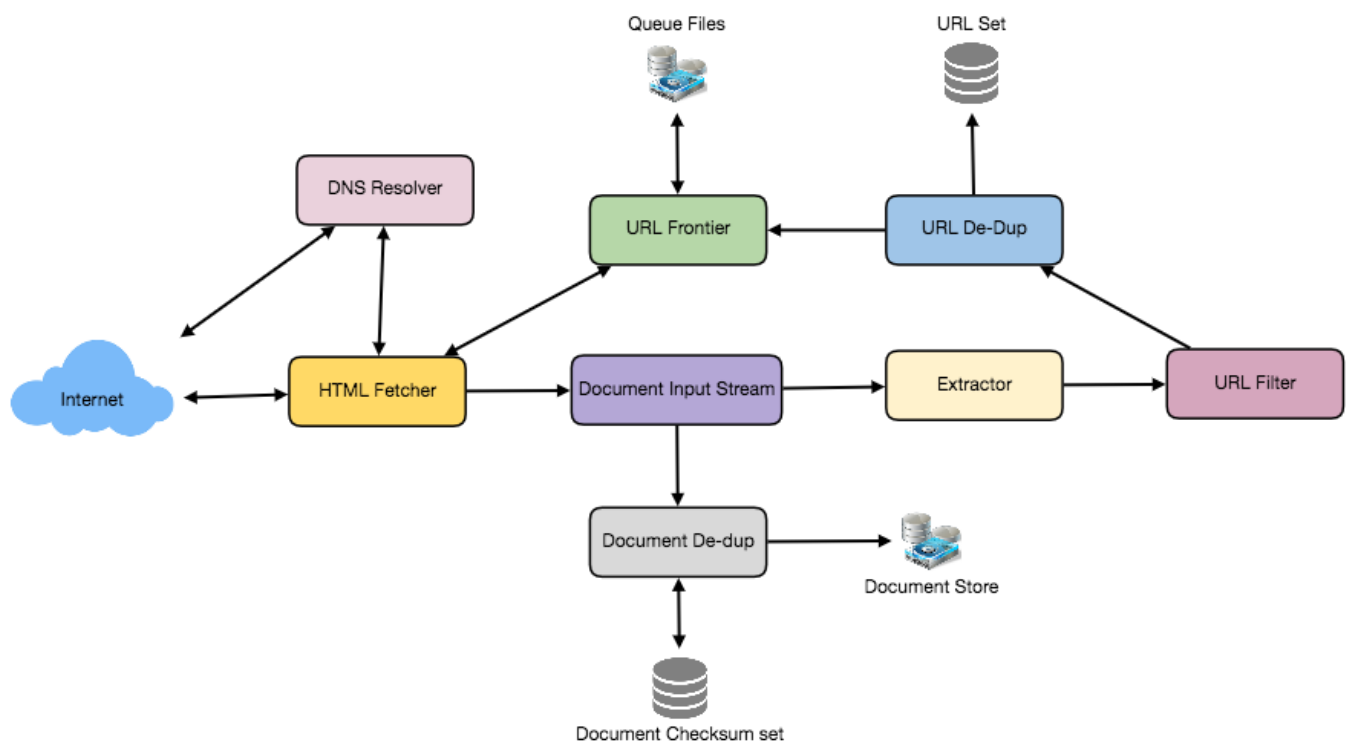 Queue Files
URL Set
DNS Resolver
URL Frontier
URL De-Dup
Internet
HTML Fetcher
Document Input Stream
Extractor
URL Filter
Document De-dup
Document Store
Document Checksum set